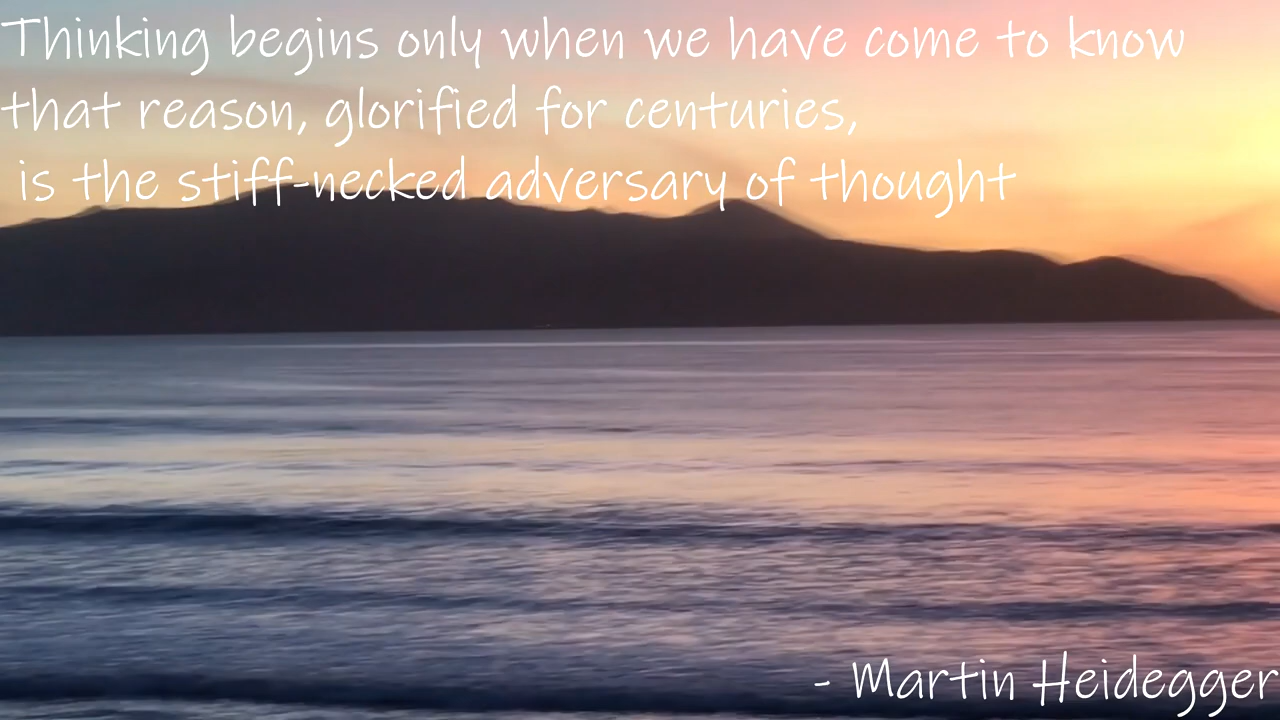 Thinking begins only when we have come to know
that reason, glorified for centuries,
is the stiff-necked adversary of thought
- Martin Heidegger